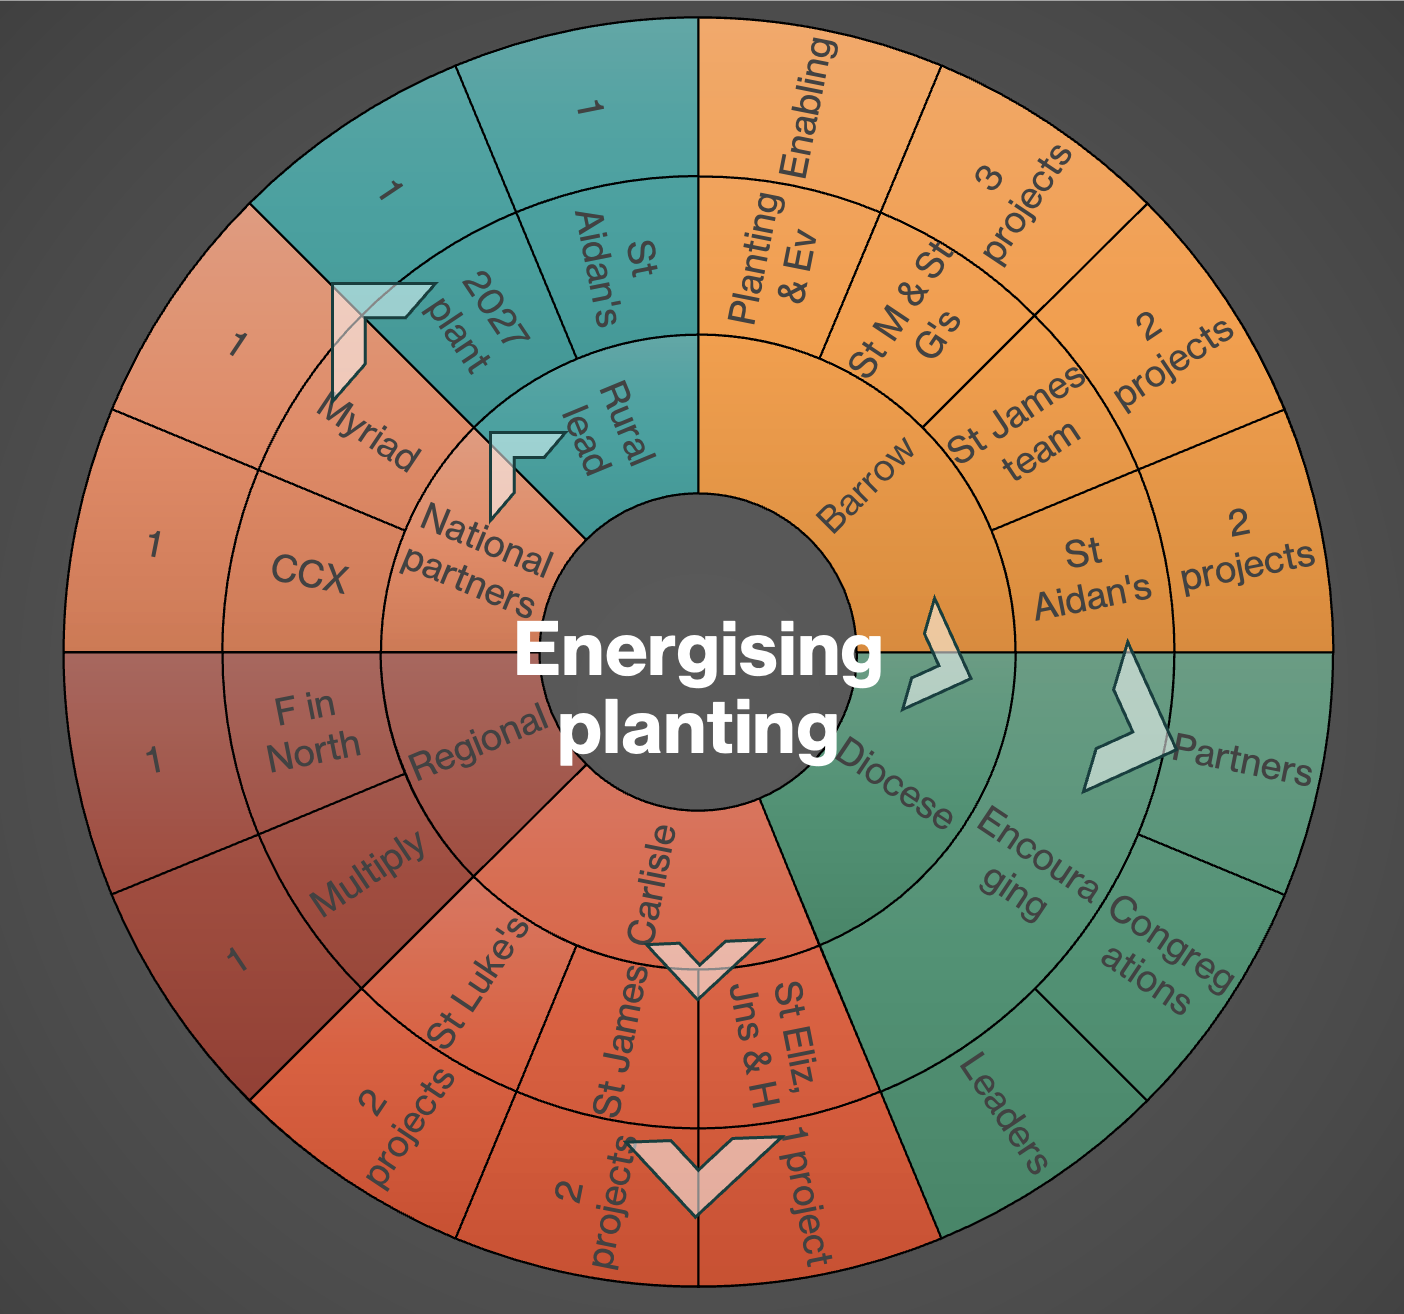 Energising
planting
Barrow
Planting
& Ev
Enabling
St M & St
G's
3
projects
St James
team
2
projects
St
Aidan's
2
projects
Diocese
Encoura
ging
Partners
Congreg
ations
Leaders
Carlisle
St Eliz,
Jns & H
1 project
St James
2
projects
St Luke's
2
projects
Regional
Multiply
1
F in
North
1
National
partners
CCX
1
Myriad
1
Rural
lead
2027
plant
1
St
Aidan's
1